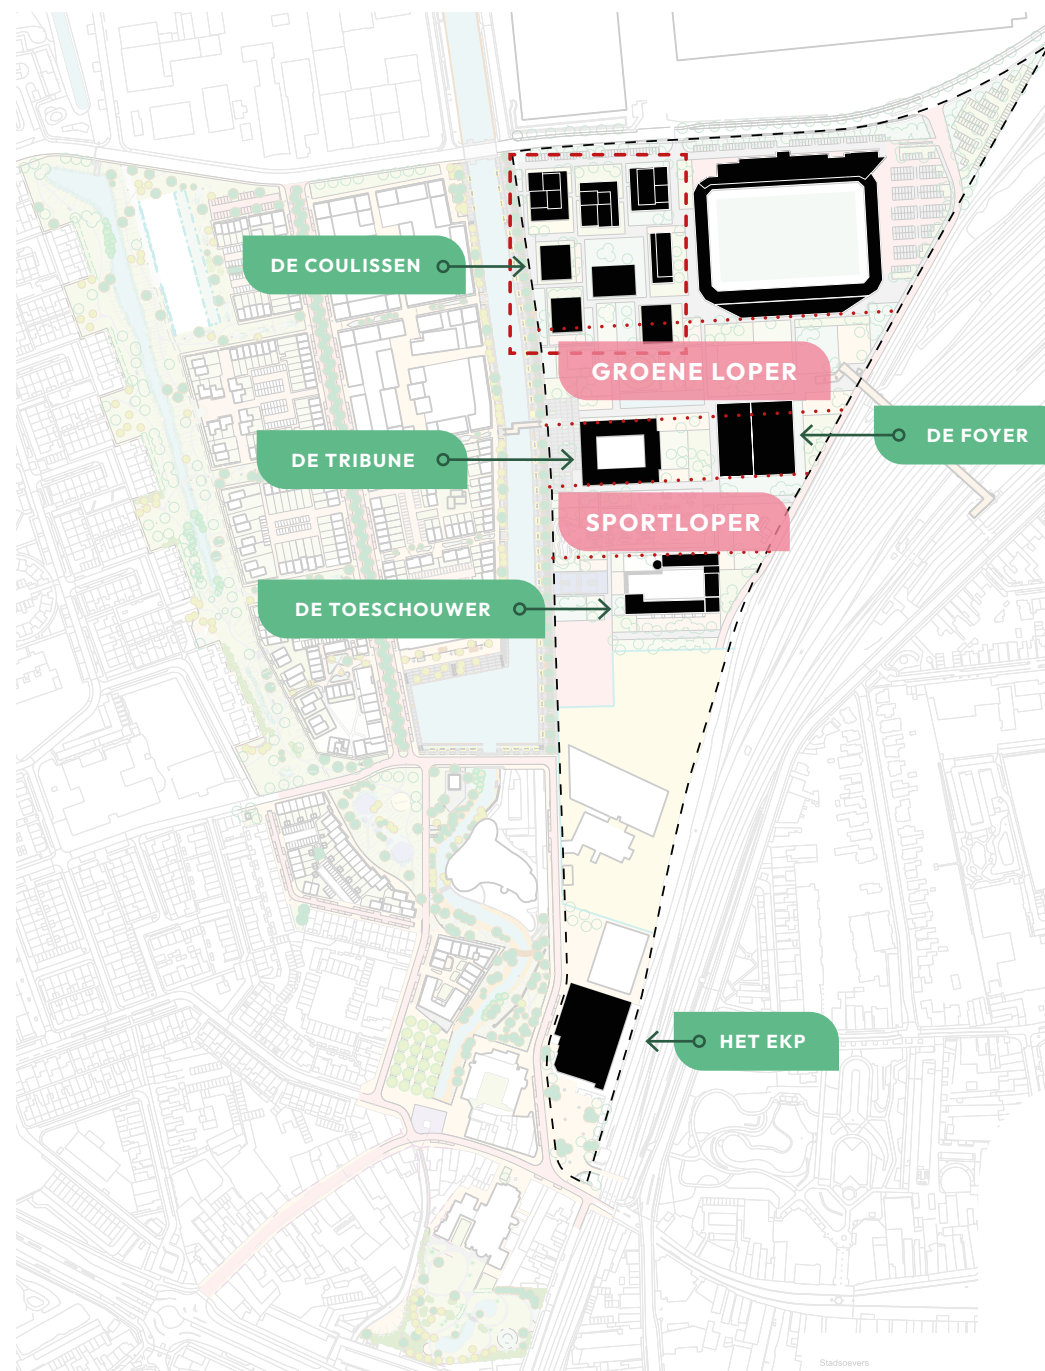 DE COULISSEN
GROENE LOPER
DE FOYER
DE TRIBUNE
SPORTLOPER
DE TOESCHOUWER
HET EKP
Stadsoevers